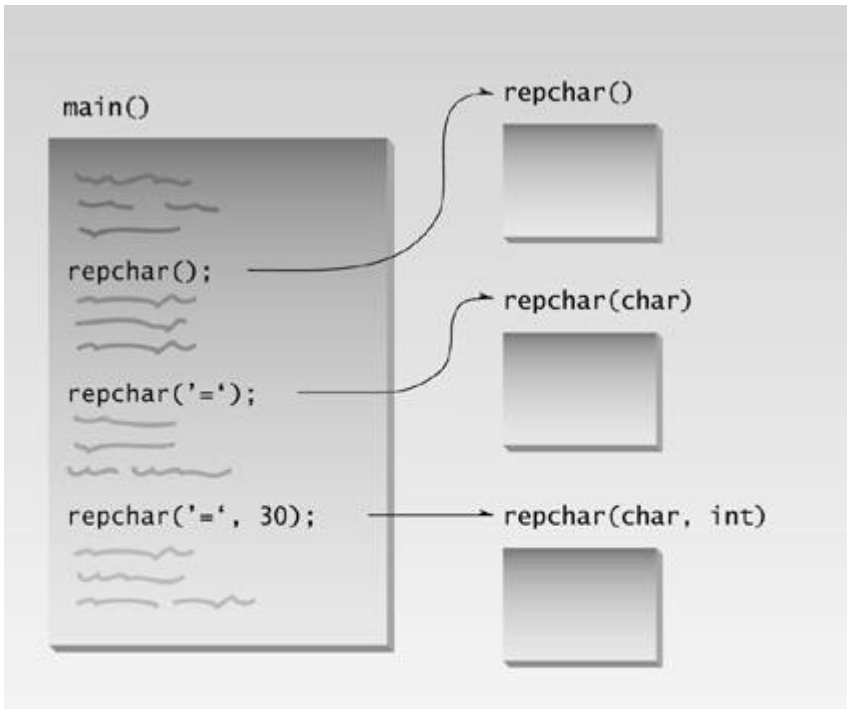 main()
repchar();
repchar('=‘);
repchar('=‘, 30);
repchar()
repchar(char)
repchar(char, int)